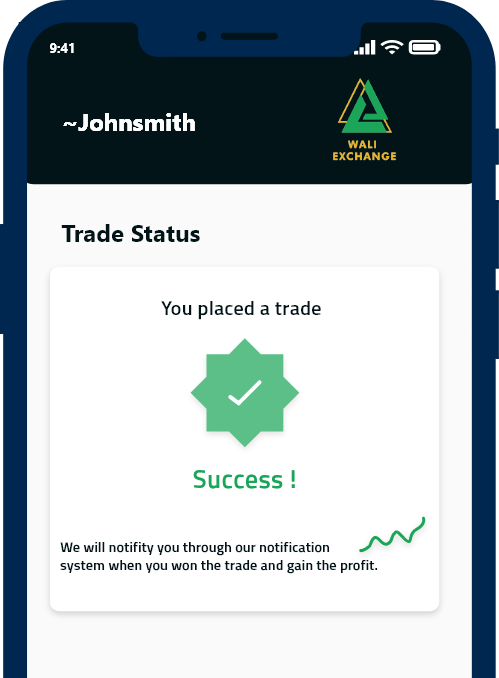 9:41
~Johnsmith
WALI
EXCHANGE
Trade Status
You placed a trade
Success !
We will notifity you through our notification
system when you won the trade and gain the profit.